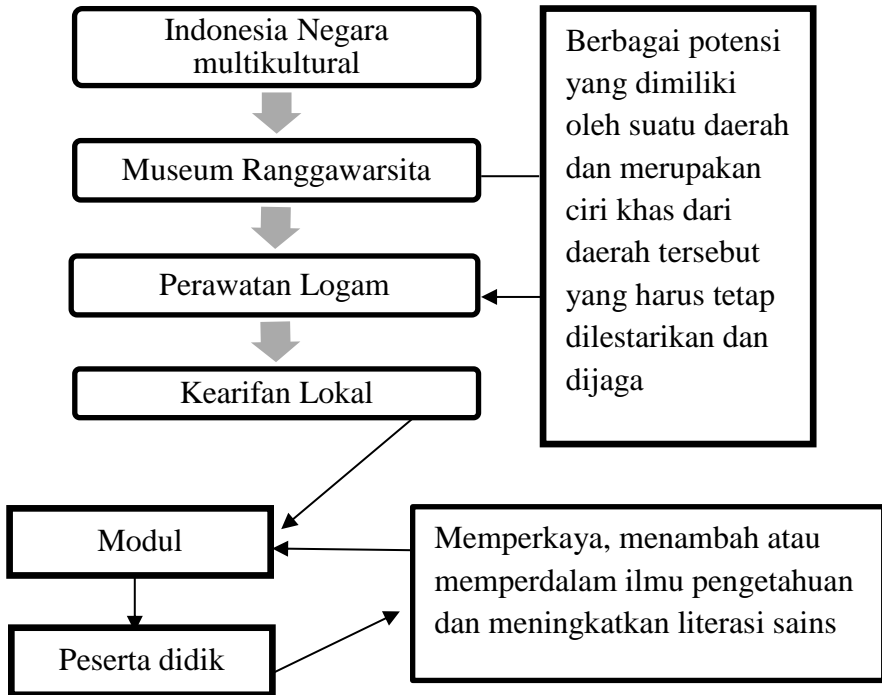 Indonesia Negara
multikultural
Museum Ranggawarsita
Perawatan Logam
Kearifan Lokal
Berbagai potensi
yang dimiliki
oleh suatu daerah
dan merupakan
ciri khas dari
daerah tersebut
yang harus tetap
dilestarikan dan
dijaga
Modul
Peserta didik
Memperkaya, menambah atau
memperdalam ilmu pengetahuan
dan meningkatkan literasi sains